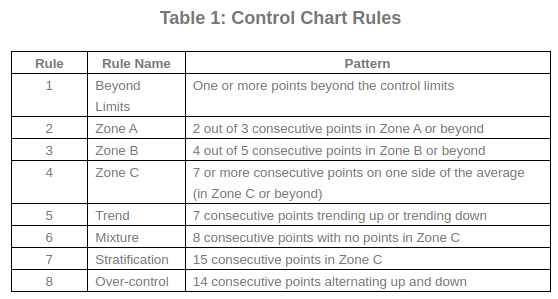 Table 1: Control Chart Rules
Rule Rule Name Pattern
1 Beyond One or more points beyond the control limits
Limits
2 Zone A 2 out of 3 consecutive points in Zone A or beyond
3 Zone B 4 out of 5 consecutive points in Zone B or beyond
4 Zone C 7 or more consecutive points on one side of the average
(in Zone C or beyond)
5 Trend 7 consecutive points trending up or trending down
6 Mixture 8 consecutive points with no points in Zone C
7 Stratification 15 consecutive points in Zone C
8 Over-control 14 consecutive points alternating up and down